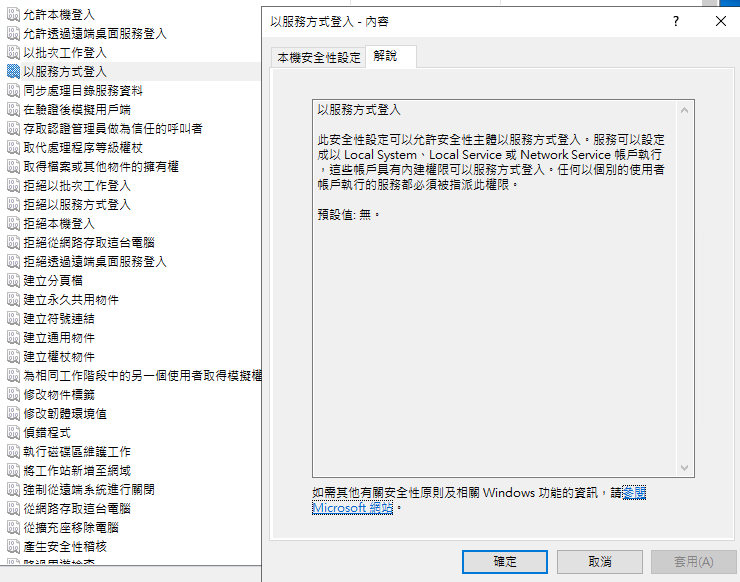 允許本機登入
允許透過遠端桌面服務登入
以批次工作登入
以服務方式登入
同步處理目錄服務資料
在驗證後模擬用戶端
存取認證管理員做為信任的呼叫者
取代處理程序等級權杖
取得檔案或其他物件的擁有權
拒絕以批次工作登入
拒絕以服務方式登入
拒絕本機登入
拒絕從網路存取這台電腦
拒絕透過遠端桌面服務登入
建立分頁檔
建立永久共用物件
建立符號連結
建立通用物件
建立權杖物件
為相同工作階段中的另一個使用者取得模擬權
修改物件標籤
修改韌體環境值
偵錯程式
執行磁碟區維護工作
將工作站新增至網域
強制從遠端系統進行關閉
從網路存取這台電腦
從擴充座移除電腦
產生安全性稽核
略過周遊檢查
以服務方式登入 - 內容
?
本機安全性設定
解說
以服務方式登入
此安全性設定可以允許安全性主體以服務方式登入。服務可以設定
成以 Local System、Local Service 或 Network Service 帳戶執行
，這些帳戶具有內建權限可以服務方式登入。任何以個別的使用者
帳戶執行的服務都必須被指派此權限。
預設值: 無。
如需其他有關安全性原則及相關 Windows 功能的資訊，請參閱
Microsoft 網站。
確定
取消
套用(A)